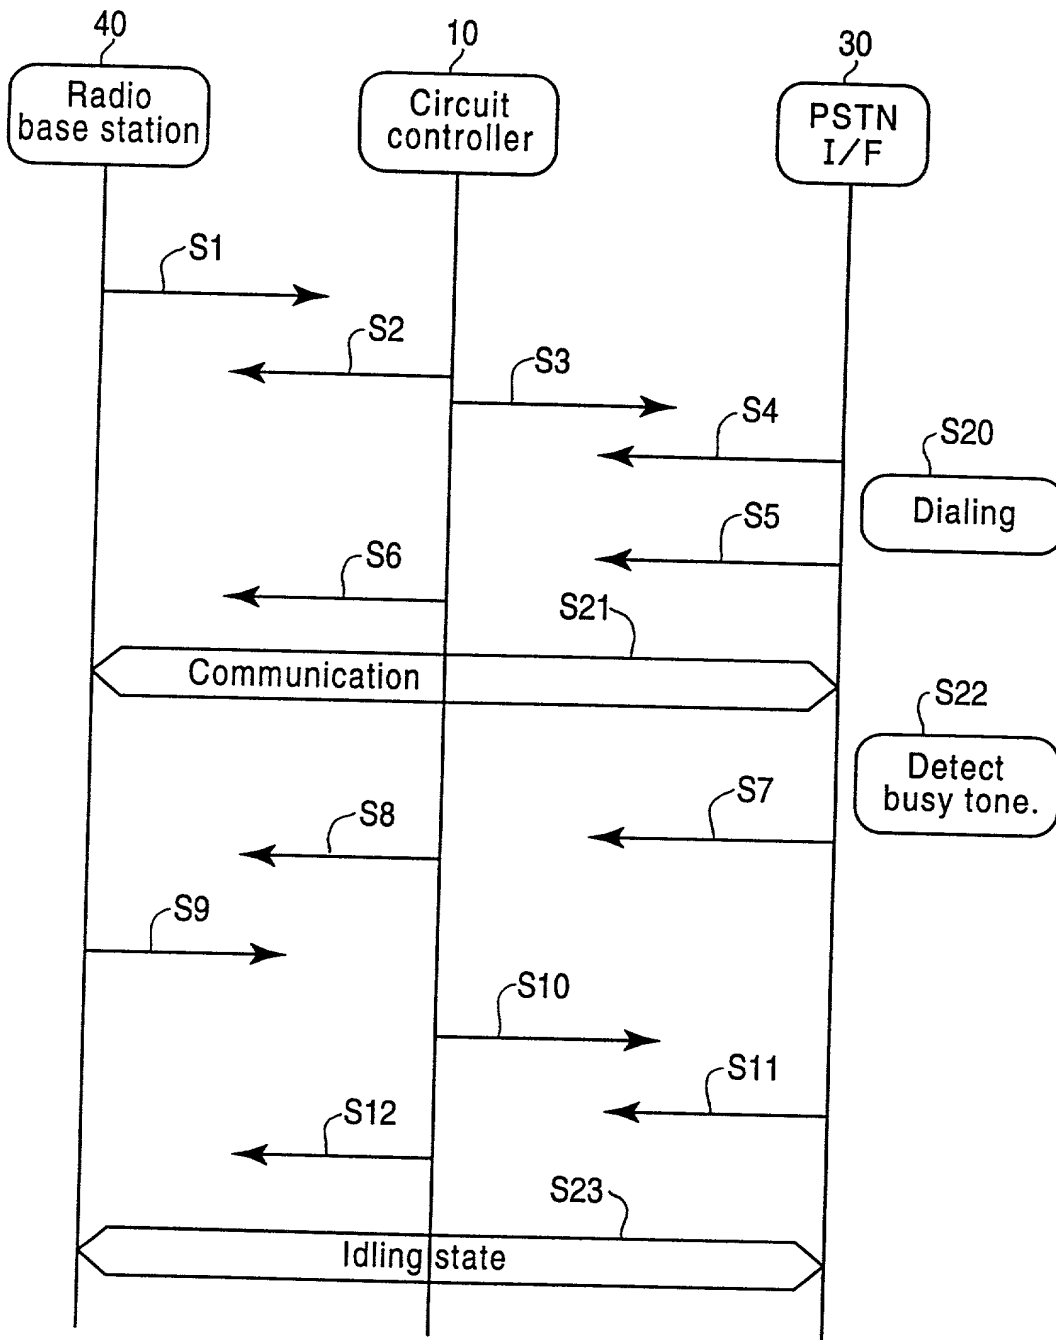 40
10
30
Radio
base station
Circuit
controller
PSTN
I/F
S1
S2
S3
S4
S20
Dialing
S5
S6
S21
Communication
S22
Detect
busy tone.
S7
S8
S9
S10
S11
S12
S23
Idling state